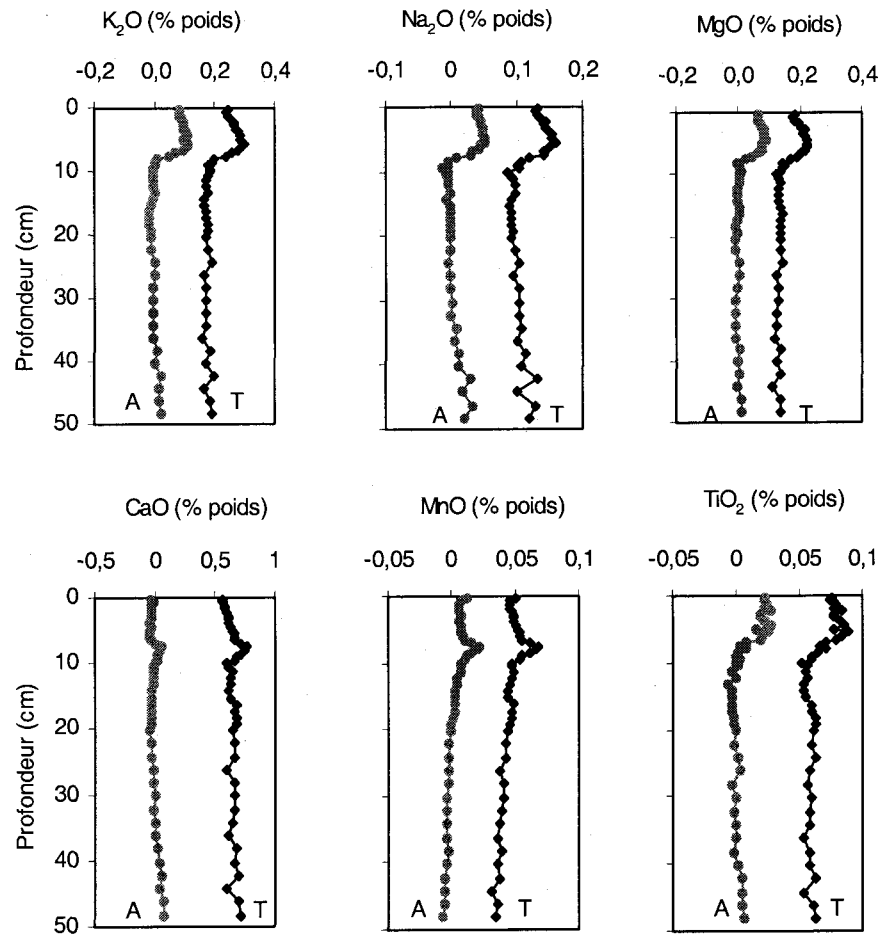 K₂O (% poids) Na₂O (% poids) MgO (% poids)
-0,2 0,0 0,2 0,4 -0,1 0 0,1 0,2 -0,2 0,0 0,2 0,4
0
10
20
30
40
50
Profondeur (cm)
A T A T A T
CaO (% poids) MnO (% poids) TiO₂ (% poids)
-0,5 0 0,5 1 -0,05 0 0,05 0,1 -0,05 0 0,05 0,1
0
10
20
30
40
50
Profondeur (cm)
A T A T A T